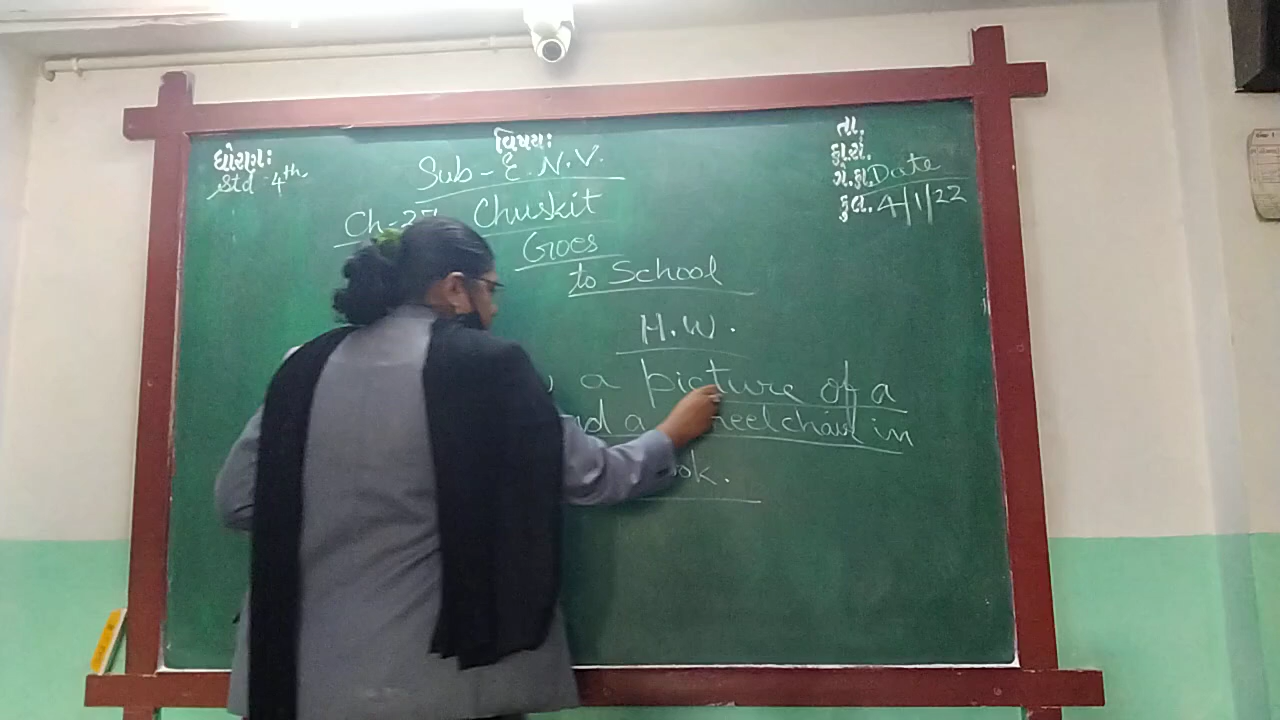 ધોરણઃ
Std 4th
વિષયઃ
Sub - E.N.V.
તા.
કુ.સં.
ગે.હા.
કુલ.
Date
4/1/22
Ch-27 Chuskit
Goes
to School
H.W.
a picture of a
a wheelchair in